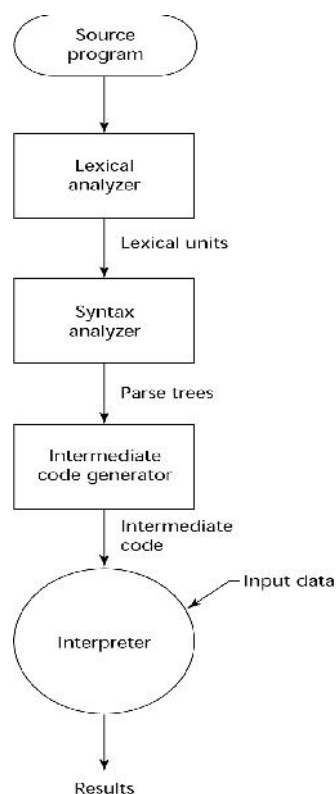 Source
program
Lexical
analyzer
Lexical units
Syntax
analyzer
Parse trees
Intermediate
code generator
Intermediate
code
Input data
Interpreter
Results